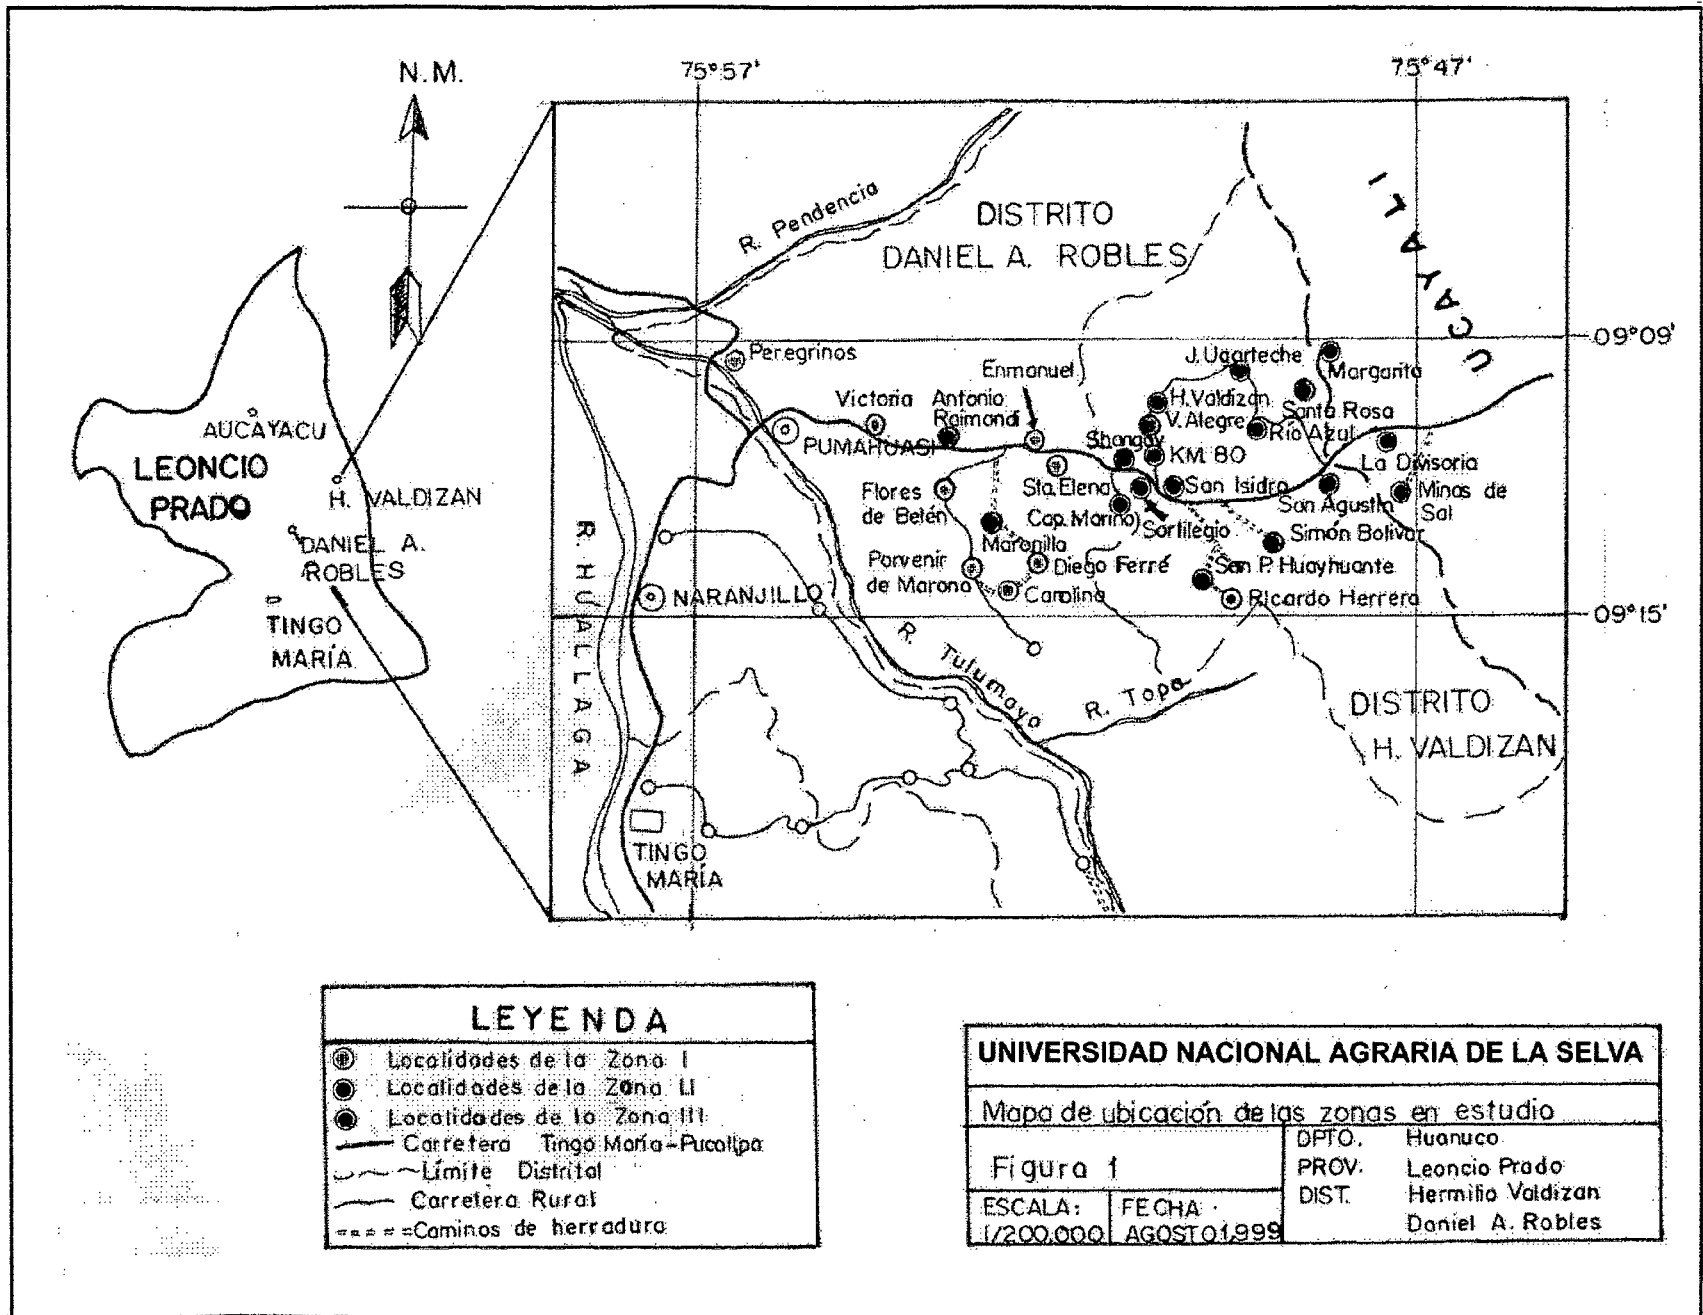 N.M.
75°57'
75°47'
R. Pendencia
DISTRITO
DANIEL A. ROBLES
UCAYALI
09°09'
Peregrinos
Enmanuel
J. Ugarteche
Margarita
Victoria
Antonio
Raimondi
H. Valdizan
Santa Rosa
V. Alegre
Río Azul
AUCAYACU
PUMAHUASI
Shangay
KM. 80
La Divisoria
LEONCIO
PRADO
H. VALDIZAN
Flores
de Belén
Sta. Elena
San Isidro
San Agustín
Minas de
Sal
Cap. Marino
Sortilegio
Simón Bolivar
DANIEL A.
ROBLES
Maronilla
Porvenir
de Marona
Diego Ferré
San P. Huayhuante
NARANJILLO
Carolina
Ricardo Herrera
09°15'
TINGO
MARÍA
R. HUALLAGA
R. Tulumayo
R. Topa
DISTRITO
H. VALDIZAN
TINGO
MARÍA
LEYENDA
Localidades de la Zona I
Localidades de la Zona II
Localidades de la Zona III
Carretera Tingo María-Pucallpa
Límite Distrital
Carretera Rural
Caminos de herradura
UNIVERSIDAD NACIONAL AGRARIA DE LA SELVA
Mapa de ubicación de las zonas en estudio
Figura 1
DPTO. Huanuco
PROV. Leoncio Prado
DIST. Hermilio Valdizan
Daniel A. Robles
ESCALA:
1/200.000
FECHA
AGOSTO 1,999